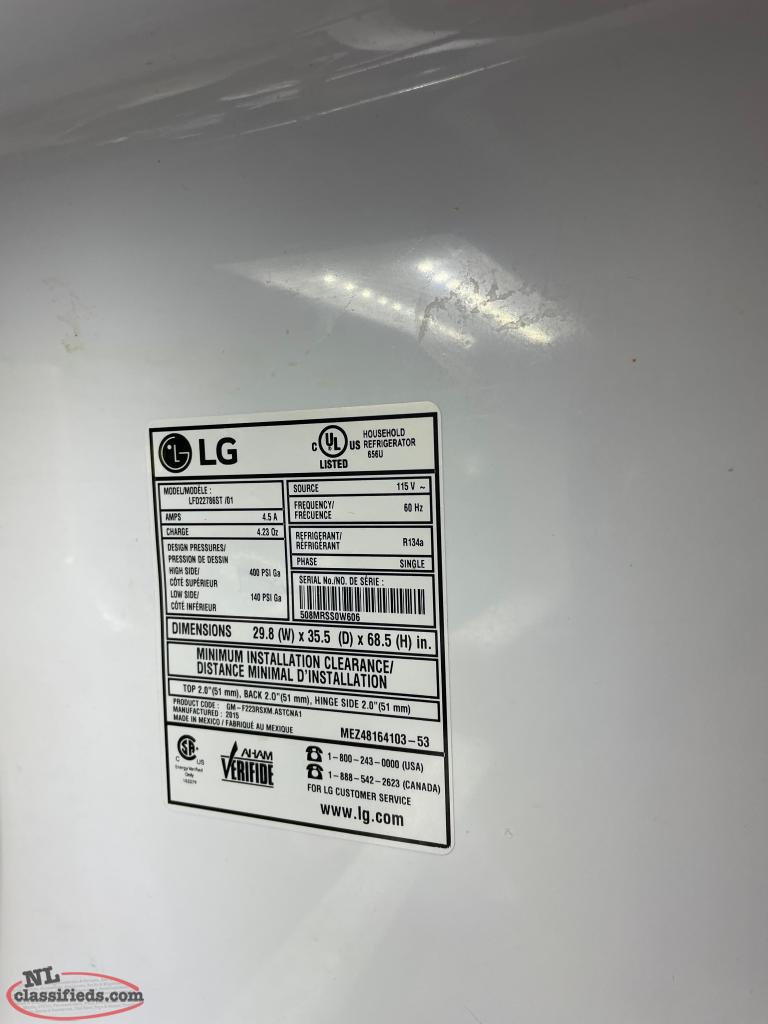 LG
C UL US
LISTED
HOUSEHOLD
REFRIGERATOR
656U
MODEL/MODÈLE :
LFD22786ST /01
AMPS 4.5 A
CHARGE 4.23 Oz
DESIGN PRESSURES/
PRESSION DE DESSIN
HIGH SIDE/
CÔTÉ SUPÉRIEUR 400 PSI Ga
LOW SIDE/
CÔTÉ INFÉRIEUR 140 PSI Ga
SOURCE 115 V ~
FREQUENCY/
FRÉCUENCE 60 Hz
REFRIGERANT/
RÉFRIGÉRANT R134a
PHASE SINGLE
SERIAL No./NO. DE SÉRIE :
508MRSS0W606
DIMENSIONS 29.8 (W) x 35.5 (D) x 68.5 (H) in.
MINIMUM INSTALLATION CLEARANCE/
DISTANCE MINIMAL D'INSTALLATION
TOP 2.0"(51 mm), BACK 2.0"(51 mm), HINGE SIDE 2.0"(51 mm)
PRODUCT CODE : GM-F223RSXM.ASTCNA1
MANUFACTURED : 2015
MADE IN MEXICO / FABRIQUÉ AU MEXIQUE
MEZ48164103-53
C US
Energy Verified
Only
AHAM
VERIFIDE
1-800-243-0000 (USA)
1-888-542-2623 (CANADA)
FOR LG CUSTOMER SERVICE
www.lg.com
NL
classifieds.com